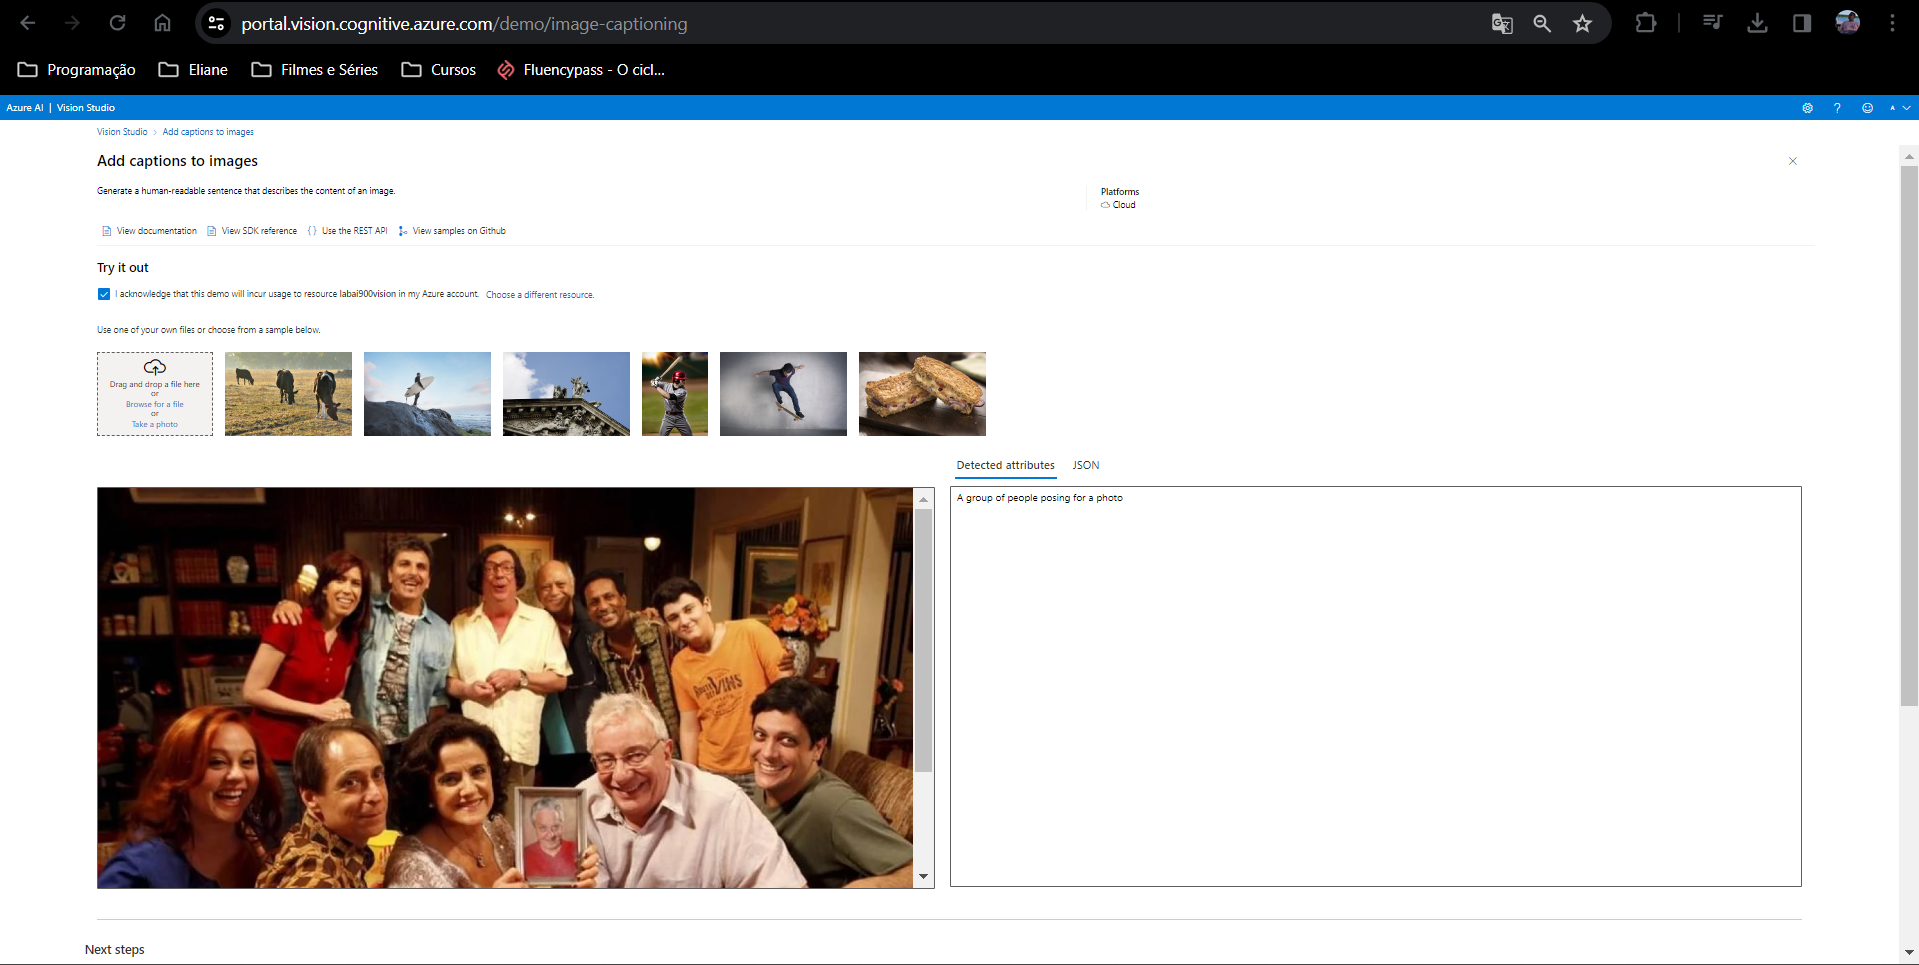 portal.vision.cognitive.azure.com/demo/image-captioning
Programação Eliane Filmes e Séries Cursos Fluencypass - O cicl...
Azure AI | Vision Studio
Vision Studio > Add captions to images
Add captions to images
Generate a human-readable sentence that describes the content of an image.
Platforms
Cloud
View documentation View SDK reference {} Use the REST API View samples on Github
Try it out
I acknowledge that this demo will incur usage to resource labai900vision in my Azure account. Choose a different resource.
Use one of your own files or choose from a sample below.
Drag and drop a file here
or
Browse for a file
or
Take a photo
Detected attributes JSON
A group of people posing for a photo
VINS
Next steps